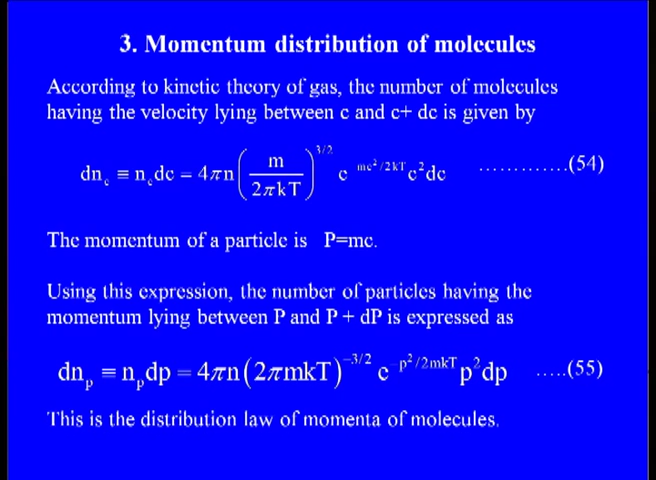 3. Momentum distribution of molecules
According to kinetic theory of gas, the number of molecules
having the velocity lying between c and c+ dc is given by
dn_c ≡ n_c dc = 4πn(m/2πkT)^{3/2} e^{-mc²/2kT} c²dc .............(54)
The momentum of a particle is P=mc.
Using this expression, the number of particles having the
momentum lying between P and P + dP is expressed as
dn_p ≡ n_p dp = 4πn(2πmkT)^{-3/2} e^{-p²/2mkT} p²dp .....(55)
This is the distribution law of momenta of molecules.